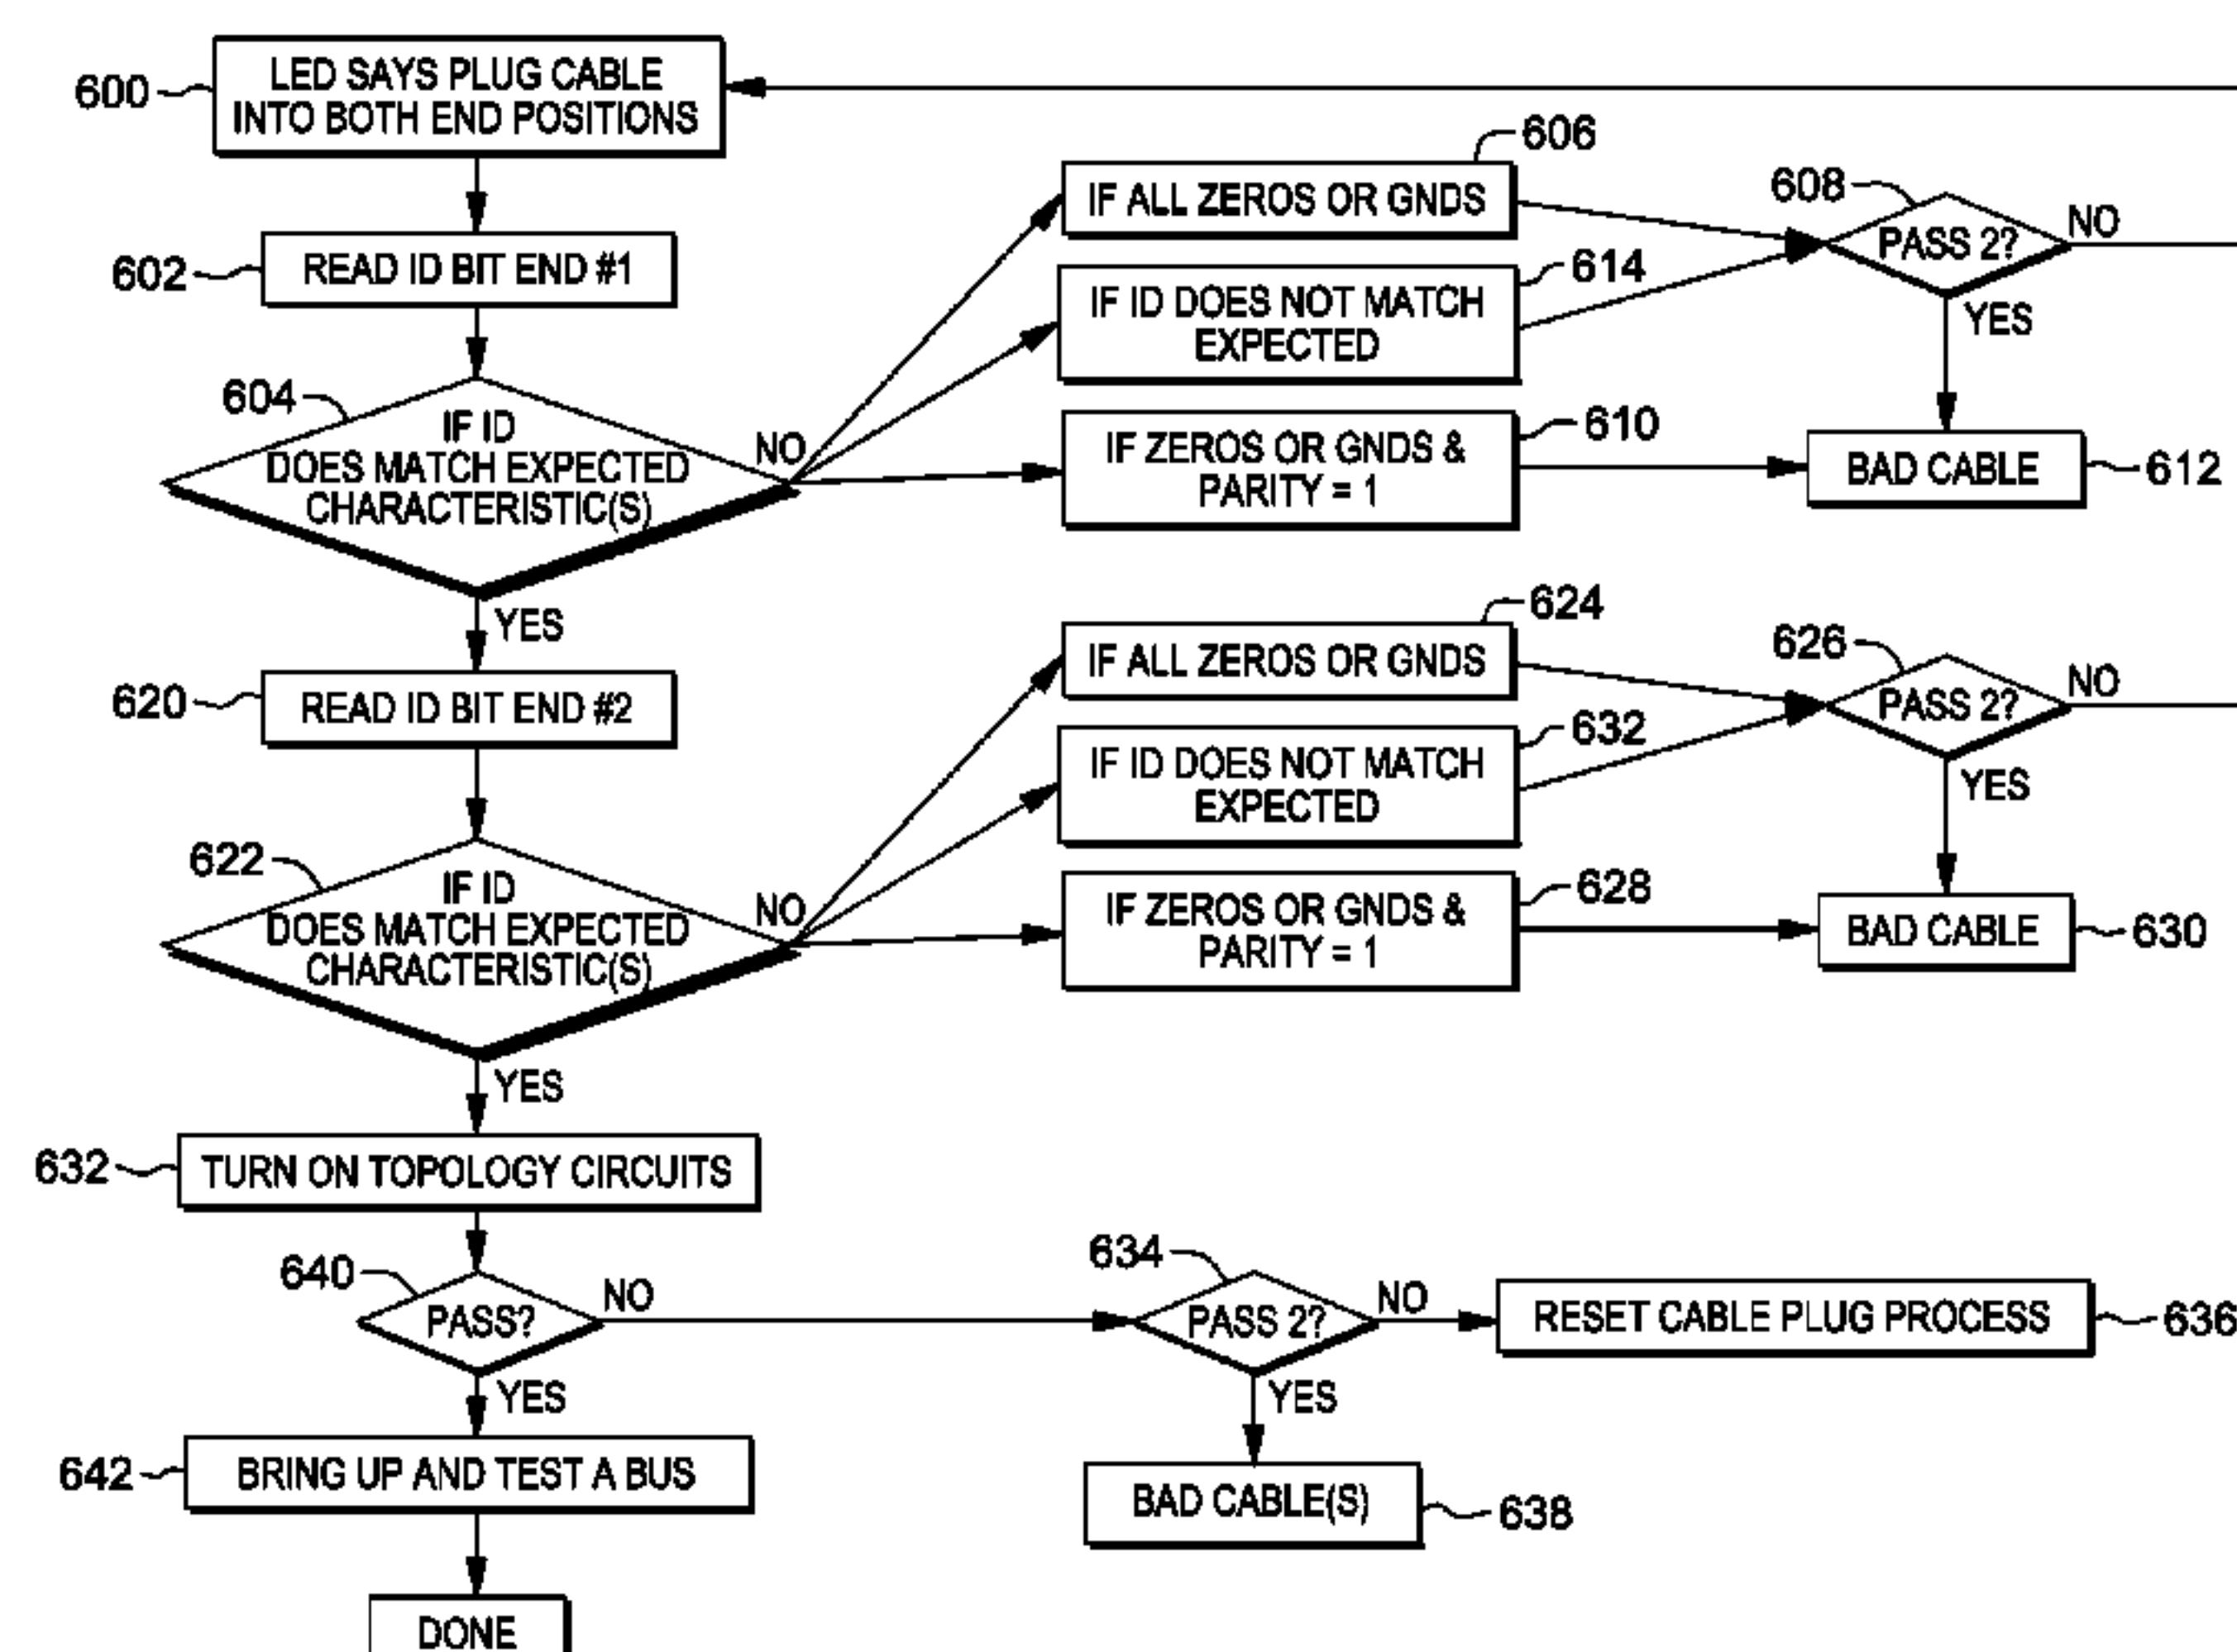 600
LED SAYS PLUG CABLE
INTO BOTH END POSITIONS
602
READ ID BIT END #1
604
IF ID
DOES MATCH EXPECTED
CHARACTERISTIC(S)
NO
YES
606
IF ALL ZEROS OR GNDS
614
IF ID DOES NOT MATCH
EXPECTED
610
IF ZEROS OR GNDS &
PARITY = 1
608
PASS 2?
NO
YES
BAD CABLE
612
620
READ ID BIT END #2
622
IF ID
DOES MATCH EXPECTED
CHARACTERISTIC(S)
NO
YES
624
IF ALL ZEROS OR GNDS
632
IF ID DOES NOT MATCH
EXPECTED
628
IF ZEROS OR GNDS &
PARITY = 1
626
PASS 2?
NO
YES
BAD CABLE
630
632
TURN ON TOPOLOGY CIRCUITS
640
PASS?
NO
YES
634
PASS 2?
NO
YES
RESET CABLE PLUG PROCESS
636
BAD CABLE(S)
638
642
BRING UP AND TEST A BUS
DONE